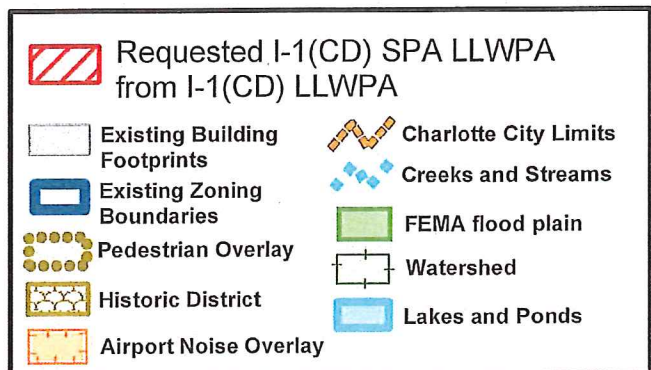 Requested I-1(CD) SPA LLWPA
from I-1(CD) LLWPA
Existing Building
Footprints
Existing Zoning
Boundaries
Pedestrian Overlay
Historic District
Airport Noise Overlay
Charlotte City Limits
Creeks and Streams
FEMA flood plain
Watershed
Lakes and Ponds